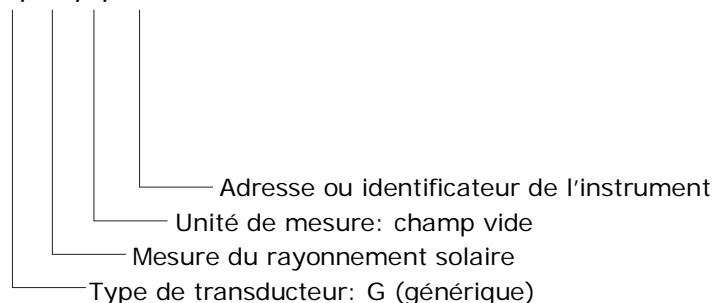 Adresse ou identificateur de l'instrument
Unité de mesure: champ vide
Mesure du rayonnement solaire
Type de transducteur: G (générique)